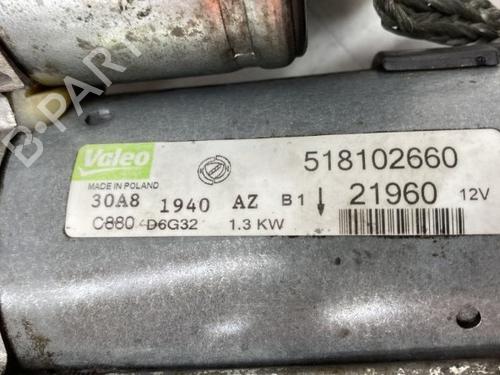 Valeo
518102660
MADE IN POLAND
30A8 1940 AZ B1 21960 12V
C880 D6G32 1.3 KW
B-PARTS